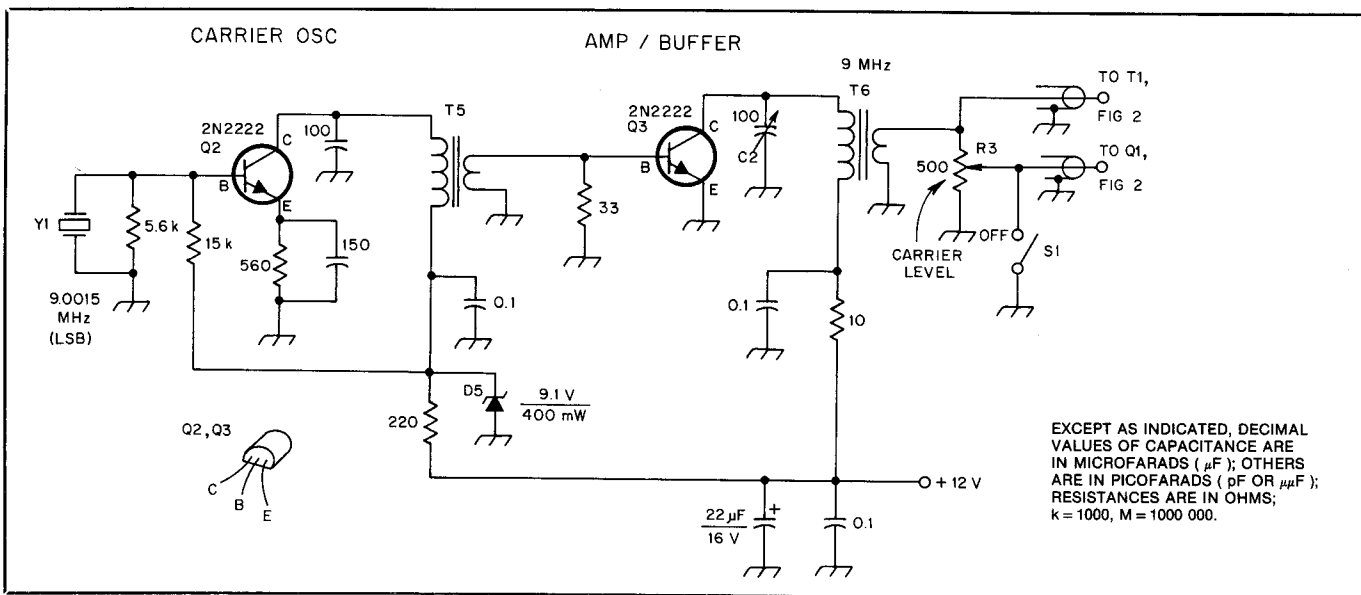 CARRIER OSC
AMP / BUFFER
9 MHz
T5
T6
TO T1,
FIG 2
2N2222
Q2
C
B
E
100
2N2222
Q3
C
B
E
100
C2
R3
500
TO Q1,
FIG 2
Y1
5.6 k
15 k
560
150
33
OFF
S1
CARRIER
LEVEL
9.0015
MHz
(LSB)
0.1
0.1
10
D5
9.1 V
400 mW
220
Q2, Q3
C
B
E
+ 12 V
22 µF
16 V
+
0.1
EXCEPT AS INDICATED, DECIMAL
VALUES OF CAPACITANCE ARE
IN MICROFARADS ( µF ); OTHERS
ARE IN PICOFARADS ( pF OR µµF );
RESISTANCES ARE IN OHMS;
k = 1000, M = 1000 000.